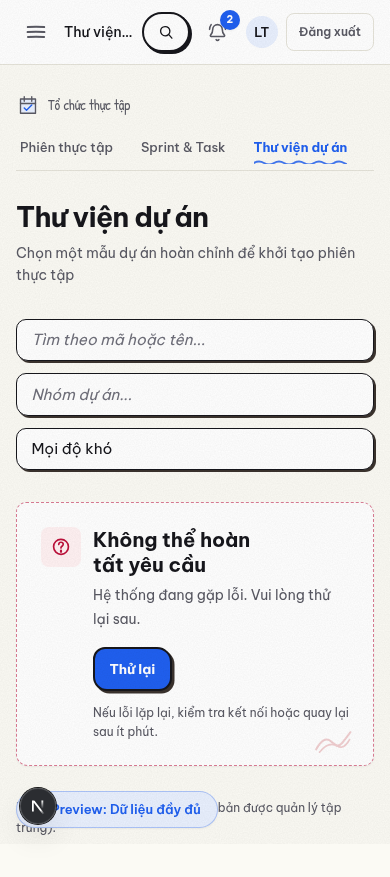 Thư viện...
2
LT
Đăng xuất
Tổ chức thực tập
Phiên thực tập
Sprint & Task
Thư viện dự án
Thư viện dự án
Chọn một mẫu dự án hoàn chỉnh để khởi tạo phiên
thực tập
Tìm theo mã hoặc tên...
Nhóm dự án...
Mọi độ khó
Không thể hoàn
tất yêu cầu
Hệ thống đang gặp lỗi. Vui lòng thử
lại sau.
Thử lại
Nếu lỗi lặp lại, kiểm tra kết nối hoặc quay lại
sau ít phút.
N
Preview: Dữ liệu đầy đủ
bản được quản lý tập
trung).